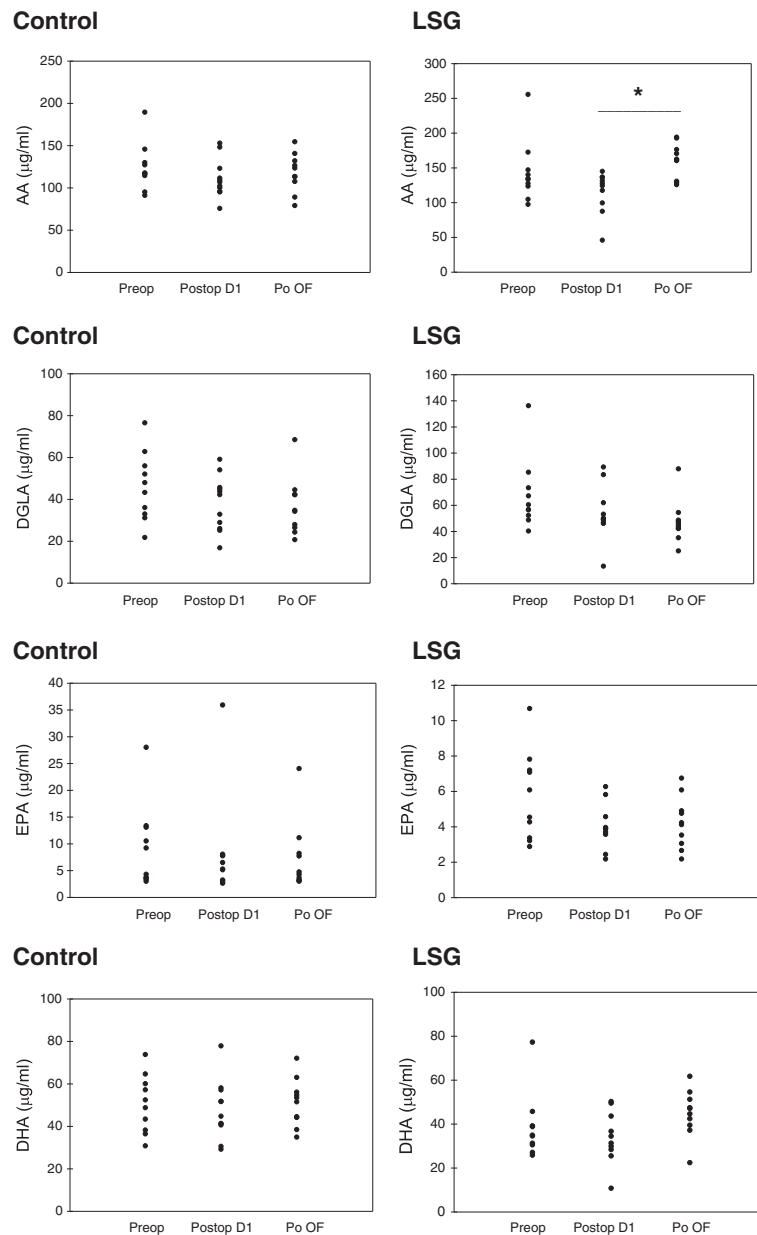 Control
LSG
250
200
150
100
50
0
AA (μg/ml)
Preop Postop D1 Po OF
300
250
200
150
100
50
0
AA (μg/ml)
*
Preop Postop D1 Po OF
Control
LSG
100
80
60
40
20
0
DGLA (μg/ml)
Preop Postop D1 Po OF
160
140
120
100
80
60
40
20
0
DGLA (μg/ml)
Preop Postop D1 Po OF
Control
LSG
40
35
30
25
20
15
10
5
0
EPA (μg/ml)
Preop Postop D1 Po OF
12
10
8
6
4
2
0
EPA (μg/ml)
Preop Postop D1 Po OF
Control
LSG
100
80
60
40
20
0
DHA (μg/ml)
Preop Postop D1 Po OF
100
80
60
40
20
0
DHA (μg/ml)
Preop Postop D1 Po OF